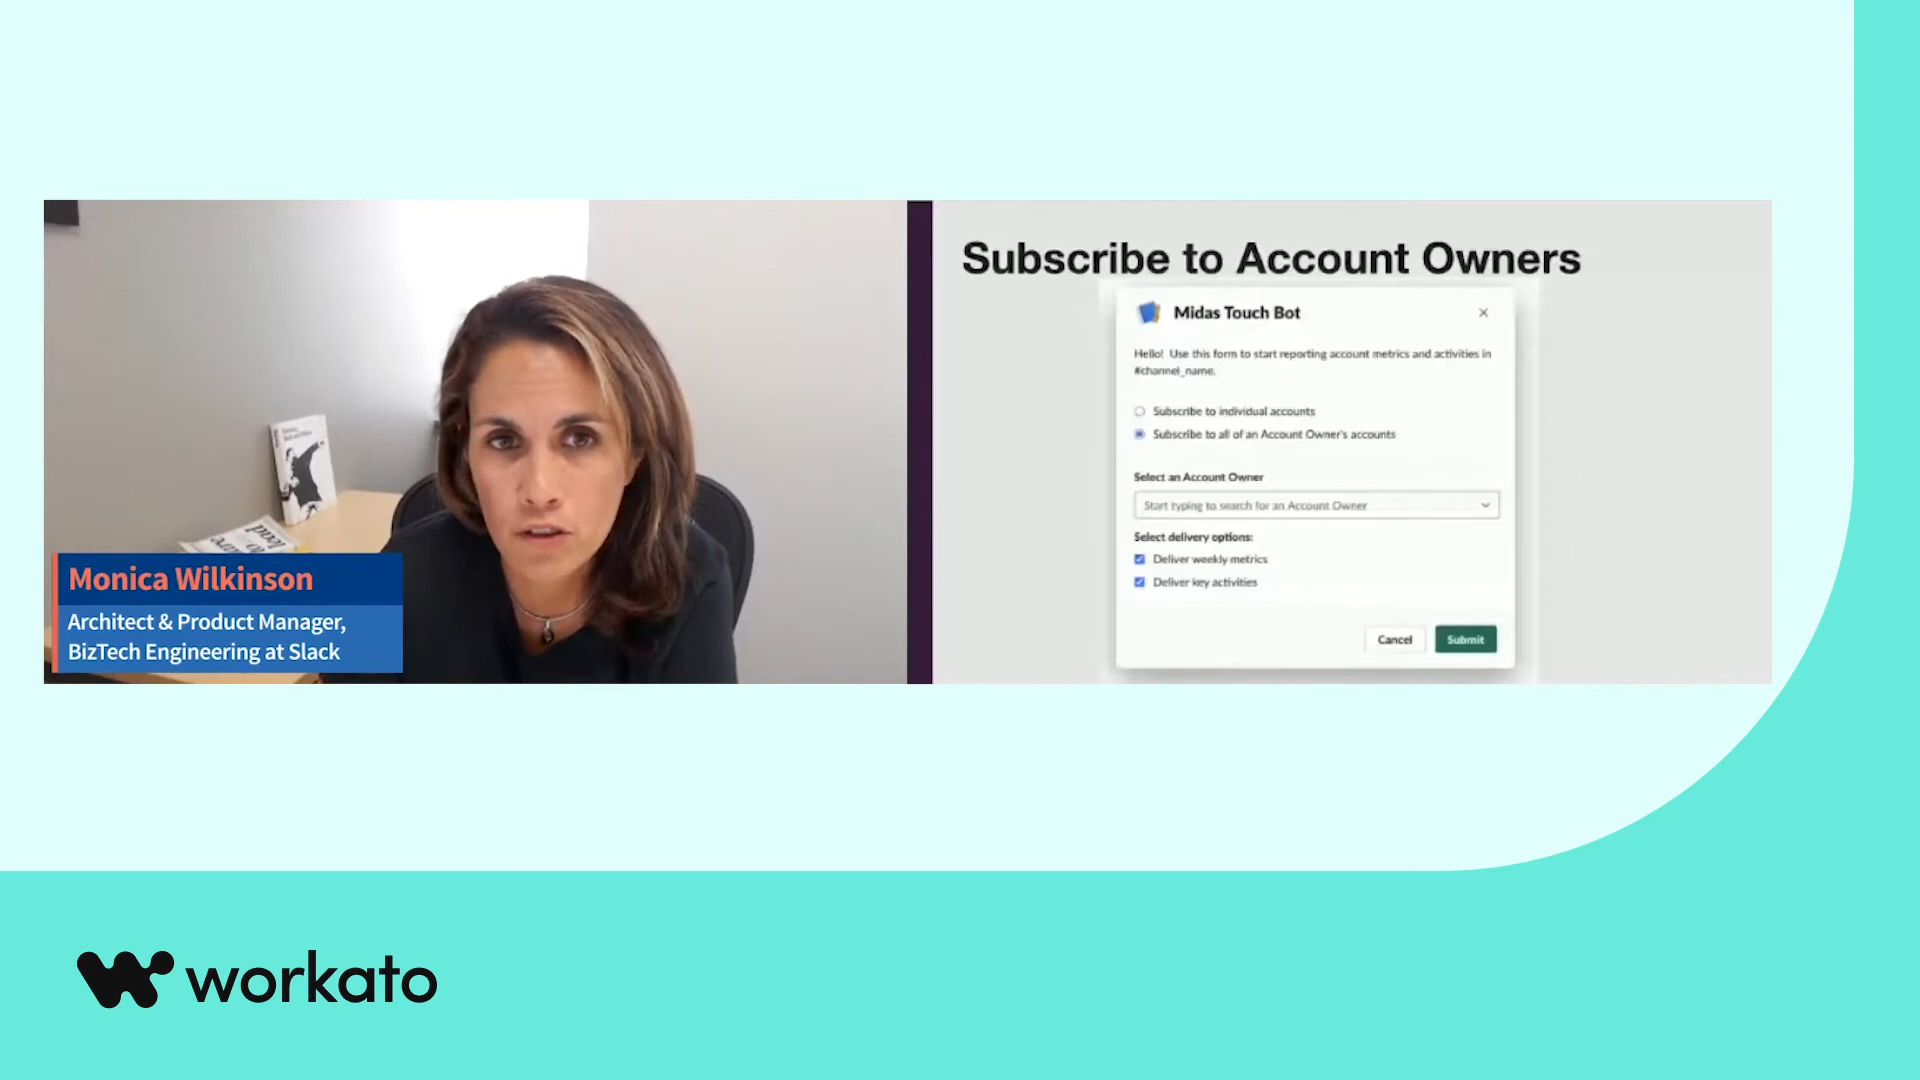 Subscribe to Account Owners
Midas Touch Bot
Hello! Use this form to start reporting account metrics and activities in
#channel_name.
Subscribe to individual accounts
Subscribe to all of an Account Owner's accounts
Select an Account Owner
Start typing to search for an Account Owner
Select delivery options:
Deliver weekly metrics
Deliver key activities
Cancel
Submit
Monica Wilkinson
Architect & Product Manager,
BizTech Engineering at Slack
workato